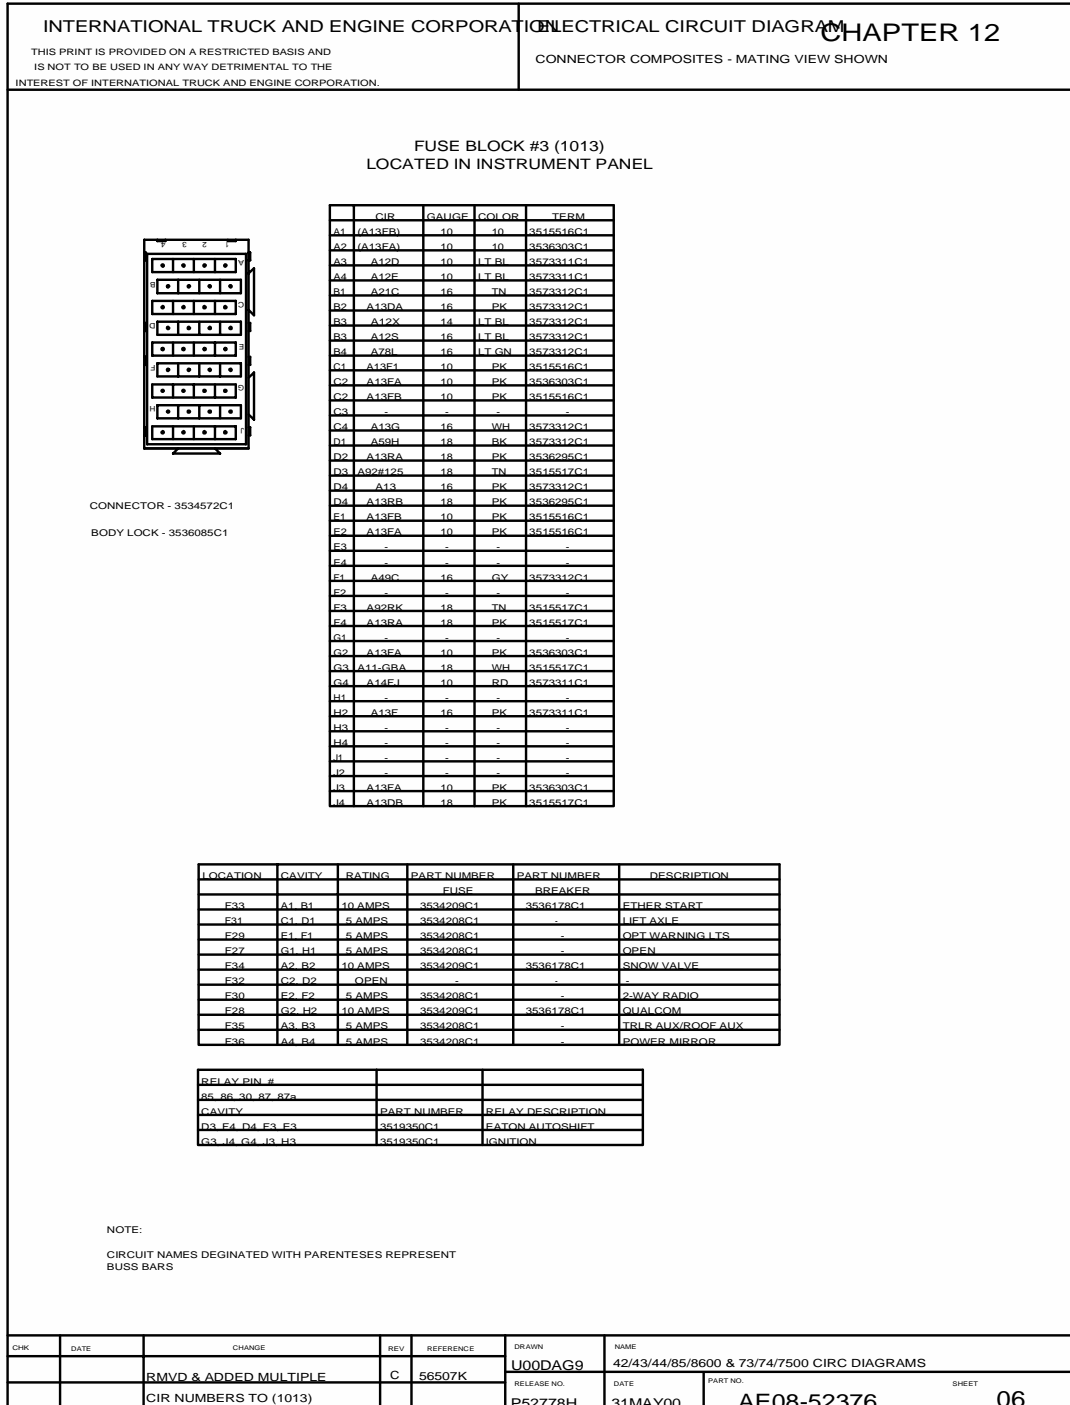 INTERNATIONAL TRUCK AND ENGINE CORPORATION
THIS PRINT IS PROVIDED ON A RESTRICTED BASIS AND
IS NOT TO BE USED IN ANY WAY DETRIMENTAL TO THE
INTEREST OF INTERNATIONAL TRUCK AND ENGINE CORPORATION.
ELECTRICAL CIRCUIT DIAGRAM
CHAPTER 12
CONNECTOR COMPOSITES - MATING VIEW SHOWN
FUSE BLOCK #3 (1013)
LOCATED IN INSTRUMENT PANEL
4 3 2 1
A
B
C
D
E
F
G
H
J
CONNECTOR - 3534572C1
BODY LOCK - 3536085C1
CIR GAUGE COLOR TERM
A1 (A13FB) 10 10 3515516C1
A2 (A13FA) 10 10 3536303C1
A3 A12D 10 LT BL 3573311C1
A4 A12E 10 LT BL 3573311C1
B1 A21C 16 TN 3573312C1
B2 A13DA 16 PK 3573312C1
B3 A12X 14 LT BL 3573312C1
B3 A12S 16 LT BL 3573312C1
B4 A78L 16 LT GN 3573312C1
C1 A13F1 10 PK 3515516C1
C2 A13FA 10 PK 3536303C1
C2 A13FB 10 PK 3515516C1
C3 - - - -
C4 A13G 16 WH 3573312C1
D1 A59H 18 BK 3573312C1
D2 A13RA 18 PK 3536295C1
D3 A92#125 18 TN 3515517C1
D4 A13 16 PK 3573312C1
D4 A13RB 18 PK 3536295C1
E1 A13FB 10 PK 3515516C1
E2 A13FA 10 PK 3515516C1
E3 - - - -
E4 - - - -
F1 A49C 16 GY 3573312C1
F2 - - - -
F3 A92RK 18 TN 3515517C1
F4 A13RA 18 PK 3515517C1
G1 - - - -
G2 A13FA 10 PK 3536303C1
G3 A11-GBA 18 WH 3515517C1
G4 A14FJ 10 RD 3573311C1
H1 - - - -
H2 A13F 16 PK 3573311C1
H3 - - - -
H4 - - - -
J1 - - - -
J2 - - - -
J3 A13FA 10 PK 3536303C1
J4 A13DB 18 PK 3515517C1
LOCATION CAVITY RATING PART NUMBER PART NUMBER DESCRIPTION
FUSE BREAKER
F33 A1, B1 10 AMPS 3534209C1 3536178C1 ETHER START
F31 C1, D1 5 AMPS 3534208C1 - LIFT AXLE
F29 E1, F1 5 AMPS 3534208C1 - OPT WARNING LTS
F27 G1, H1 5 AMPS 3534208C1 - OPEN
F34 A2, B2 10 AMPS 3534209C1 3536178C1 SNOW VALVE
F32 C2, D2 OPEN - - -
F30 E2, F2 5 AMPS 3534208C1 - 2-WAY RADIO
F28 G2, H2 10 AMPS 3534209C1 3536178C1 QUALCOM
F35 A3, B3 5 AMPS 3534208C1 - TRLR AUX/ROOF AUX
F36 A4, B4 5 AMPS 3534208C1 - POWER MIRROR
RELAY PIN #
85, 86, 30, 87, 87a
CAVITY PART NUMBER RELAY DESCRIPTION
D3, F4, D4, F3, E3 3519350C1 EATON AUTOSHIFT
G3, J4, G4, J3, H3 3519350C1 IGNITION
NOTE:
CIRCUIT NAMES DEGINATED WITH PARENTESES REPRESENT
BUSS BARS
CHK DATE CHANGE REV REFERENCE DRAWN NAME
RMVD & ADDED MULTIPLE C 56507K U00DAG9 42/43/44/85/8600 & 73/74/7500 CIRC DIAGRAMS
CIR NUMBERS TO (1013) RELEASE NO. DATE PART NO. SHEET
P52778H 31MAY00 AE08-52376 06